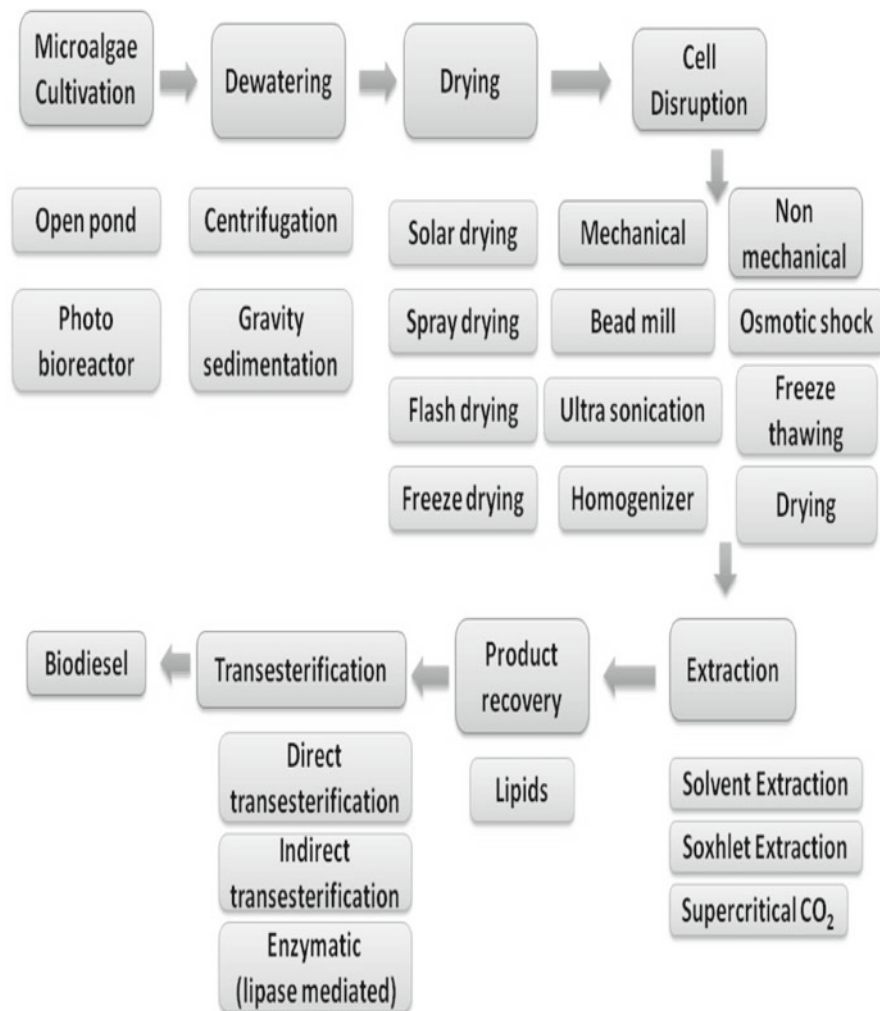 Microalgae
Cultivation
Dewatering
Drying
Cell
Disruption
Open pond
Centrifugation
Solar drying
Mechanical
Non
mechanical
Photo
bioreactor
Gravity
sedimentation
Spray drying
Bead mill
Osmotic shock
Flash drying
Ultra sonication
Freeze
thawing
Freeze drying
Homogenizer
Drying
Biodiesel
Transesterification
Product
recovery
Extraction
Direct
transesterification
Lipids
Solvent Extraction
Indirect
transesterification
Soxhlet Extraction
Enzymatic
(lipase mediated)
Supercritical CO₂